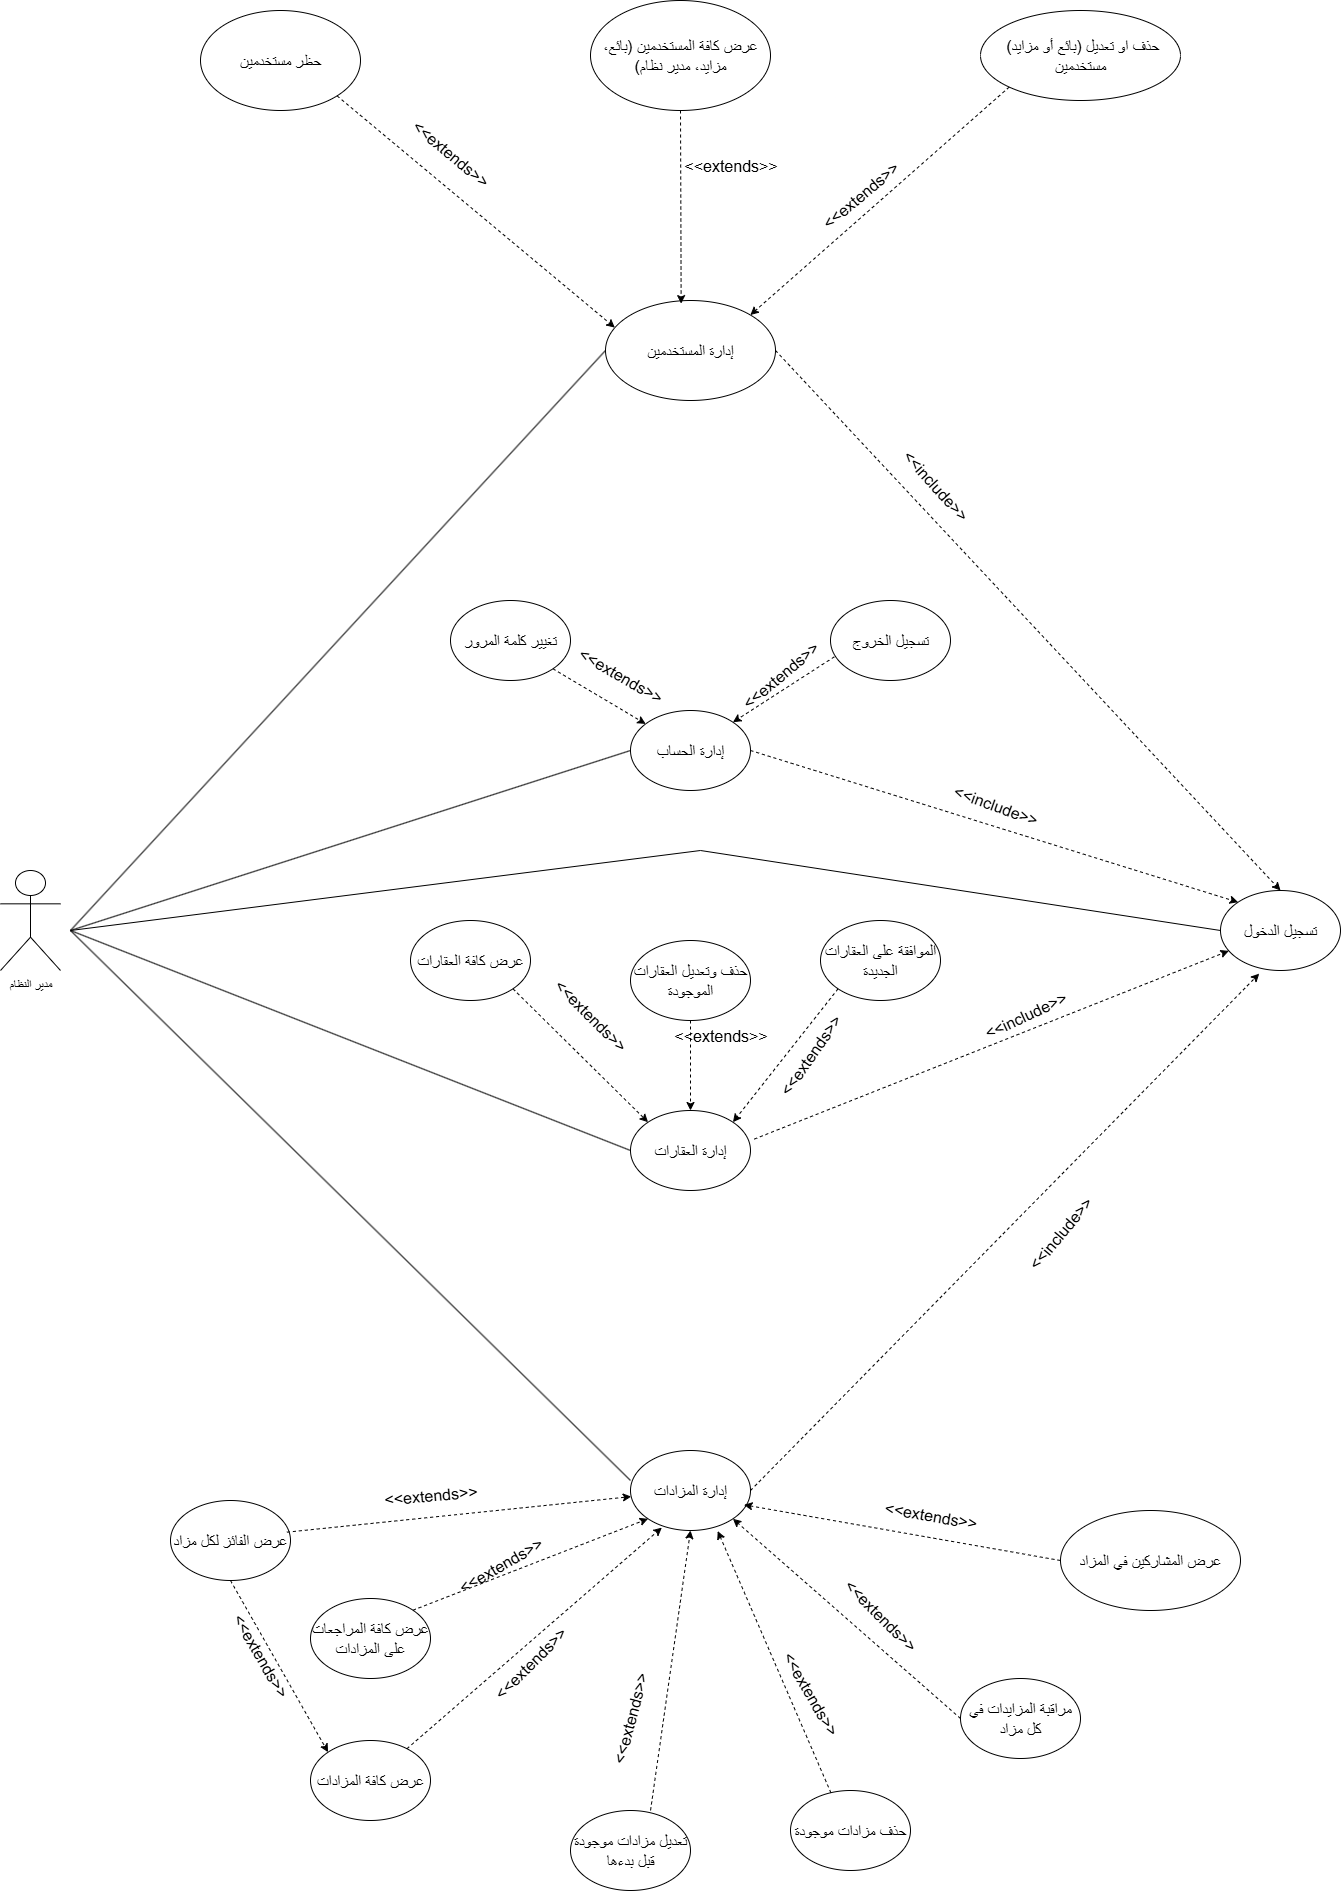 حظر مستخدمين
عرض كافة المستخدمين (بائع،
مزايد، مدير نظام)
حذف او تعديل (بائع أو مزايد)
مستخدمين
<<extends>>
<<extends>>
<<extends>>
إدارة المستخدمين
<<include>>
تغيير كلمة المرور
تسجيل الخروج
<<extends>>
<<extends>>
إدارة الحساب
<<include>>
مدير النظام
تسجيل الدخول
عرض كافة العقارات
حذف وتعديل العقارات
الموجودة
الموافقة على العقارات
الجديدة
<<extends>>
<<extends>>
<<extends>>
<<include>>
إدارة العقارات
<<include>>
إدارة المزادات
<<extends>>
<<extends>>
عرض الفائز لكل مزاد
<<extends>>
عرض المشاركين في المزاد
عرض كافة المراجعات
على المزادات
<<extends>>
<<extends>>
<<extends>>
<<extends>>
<<extends>>
مراقبة المزايدات في
كل مزاد
عرض كافة المزادات
تعديل مزادات موجودة
قبل بدءها
حذف مزادات موجودة